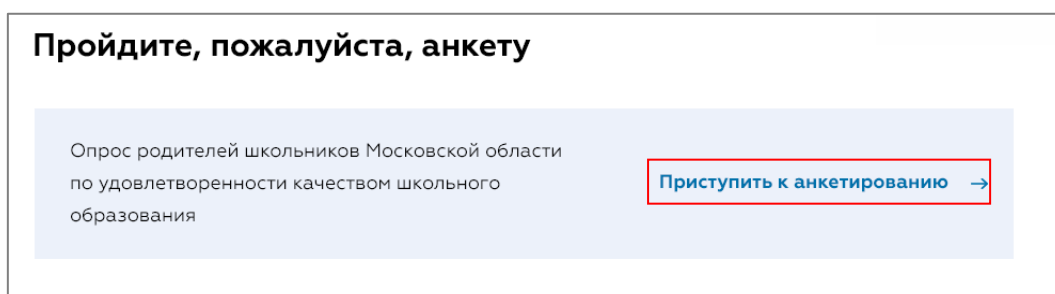 Пройдите, пожалуйста, анкету
Опрос родителей школьников Московской области
по удовлетворенности качеством школьного
образования
Приступить к анкетированию →